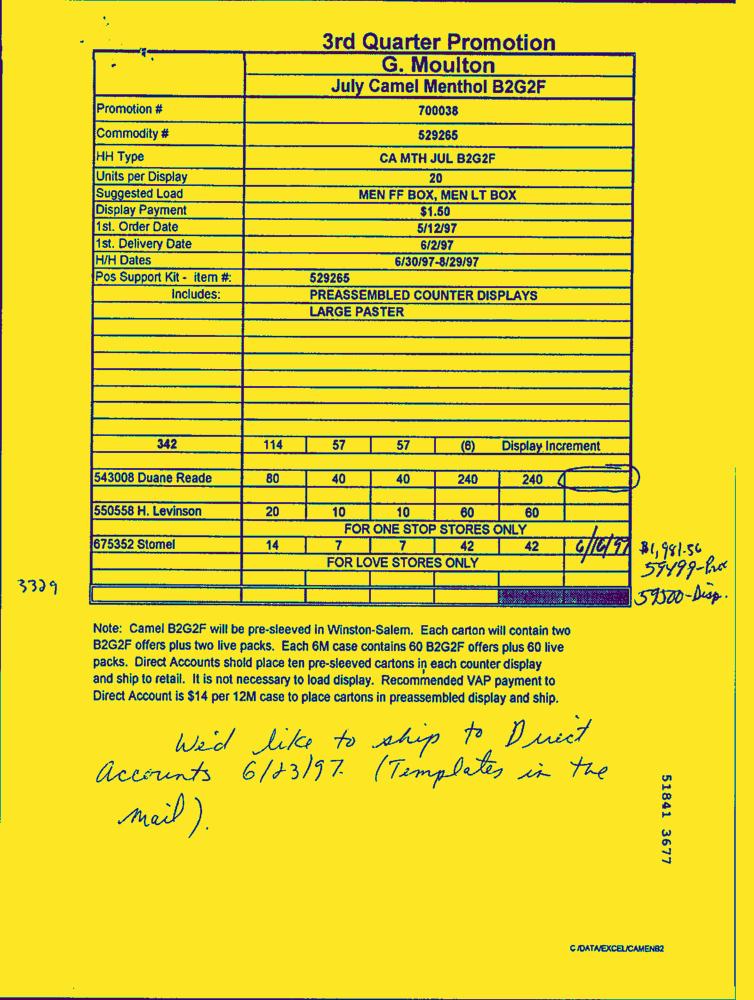 3rd Quarter Promotion
G. Moulton
July Camel Menthol B2G2F
Promotion # 700038
Commodity # 529265
HH Type CA MTH JUL B2G2F
Units per Display 20
Suggested Load MEN FF BOX, MEN LT BOX
Display Payment $1.50
1st. Order Date 5/12/97
1st. Delivery Date 6/2/97
H/H Dates 6/30/97-8/29/97
Pos Support Kit - item #: 529265
Includes: PREASSEMBLED COUNTER DISPLAYS
LARGE PASTER
342 114 57 57 (6) Display Increment
543008 Duane Reade 80 40 40 240 240
550558 H. Levinson 20 10 10 60 60
FOR ONE STOP STORES ONLY
675352 Stomel 14 7 7 42 42 6/16/97 $1,981.56
FOR LOVE STORES ONLY 59499-
3329 59500-Disp.
Note: Camel B2G2F will be pre-sleeved in Winston-Salem. Each carton will contain two
B2G2F offers plus two live packs. Each 6M case contains 60 B2G2F offers plus 60 live
packs. Direct Accounts shold place ten pre-sleeved cartons in each counter display
and ship to retail. It is not necessary to load display. Recommended VAP payment to
Direct Account is $14 per 12M case to place cartons in preassembled display and ship.
We'd like to ship to Direct
Accounts 6/23/97. (Templates in the
mail).
51841 3677
C:/DATA/EXCEL/CAMENB2